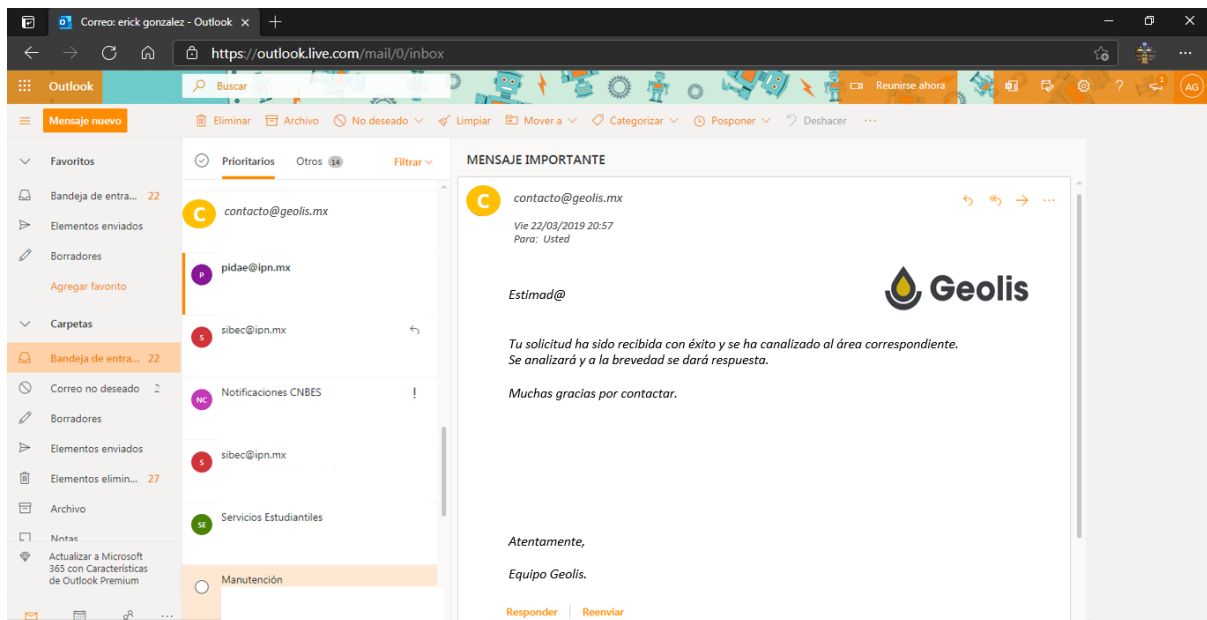 Correo: erick gonzalez - Outlook
https://outlook.live.com/mail/0/inbox
Outlook
Buscar
Reunirse ahora
1
AG
Mensaje nuevo
Eliminar
Archivo
No deseado
Limpiar
Mover a
Categorizar
Posponer
Deshacer
Favoritos
Bandeja de entra... 22
Elementos enviados
Borradores
Agregar favorito
Carpetas
Bandeja de entra... 22
Correo no deseado 2
Borradores
Elementos enviados
Elementos elimin... 27
Archivo
Notas
Actualizar a Microsoft
365 con Características
de Outlook Premium
Prioritarios
Otros 14
Filtrar
C
contacto@geolis.mx
P
pidae@ipn.mx
S
sibec@ipn.mx
NC
Notificaciones CNBES
S
sibec@ipn.mx
SE
Servicios Estudiantiles
Manutención
MENSAJE IMPORTANTE
C
contacto@geolis.mx
Vie 22/03/2019 20:57
Para: Usted
Geolis
Estimad@
Tu solicitud ha sido recibida con éxito y se ha canalizado al área correspondiente.
Se analizará y a la brevedad se dará respuesta.
Muchas gracias por contactar.
Atentamente,
Equipo Geolis.
Responder
Reenviar